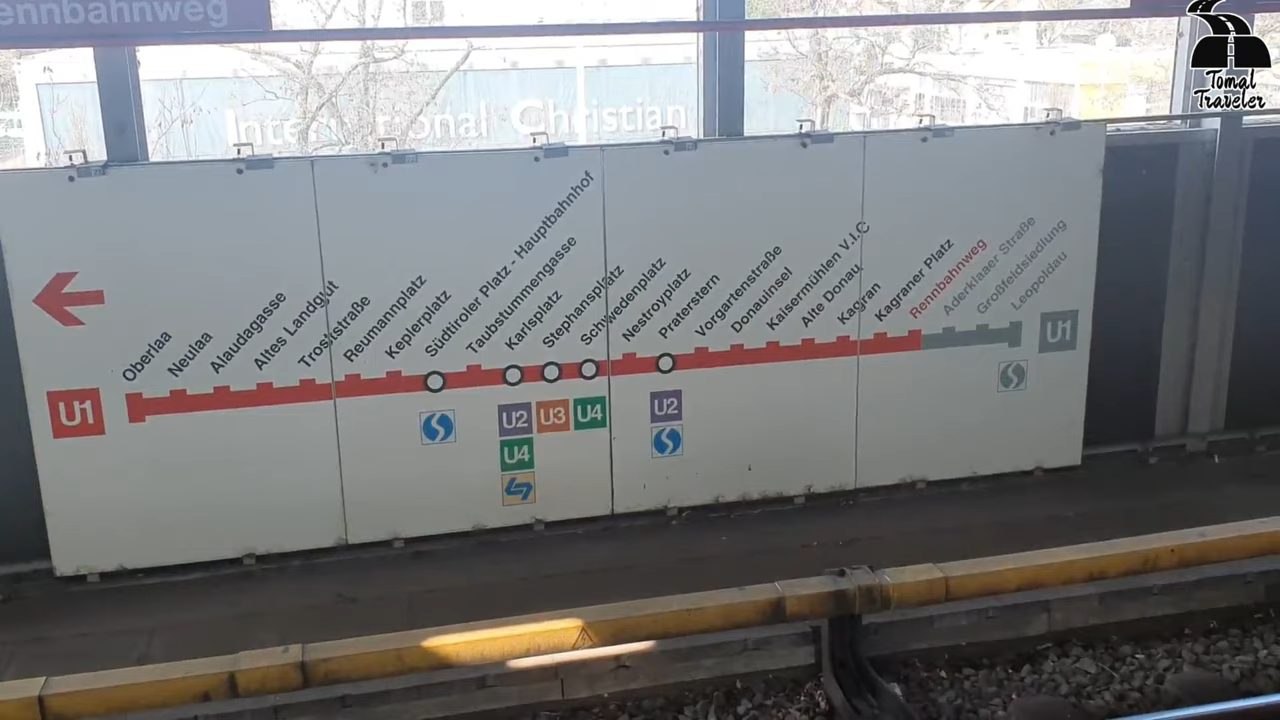 ennbahnweg
Tomal
Traveler
International Christian
Oberlaa
Neulaa
Alaudagasse
Altes Landgut
Troststraße
Reumannplatz
Keplerplatz
Südtiroler Platz - Hauptbahnhof
Taubstummengasse
Karlsplatz
Stephansplatz
Schwedenplatz
Nestroyplatz
Praterstern
Vorgartenstraße
Donauinsel
Kaisermühlen V.I.C
Alte Donau
Kagran
Kagraner Platz
Rennbahnweg
Aderklaaer Straße
Großfeldsiedlung
Leopoldau
U1
U1
U2 U3 U4
U4
U2